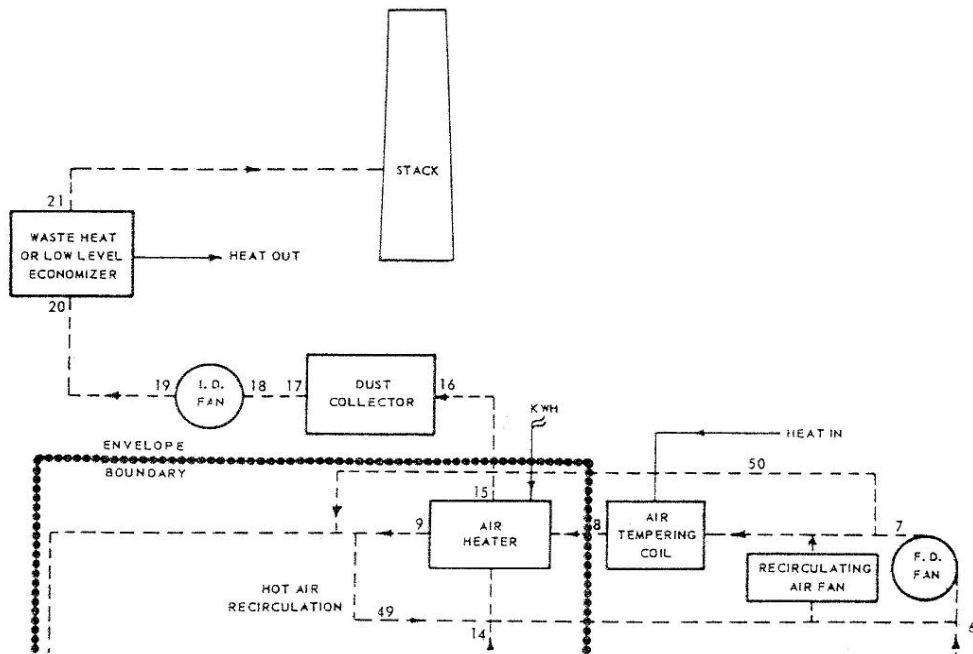 STACK
21
WASTE HEAT
OR LOW LEVEL
ECONOMIZER
HEAT OUT
20
19
I. D.
FAN
18
17
DUST
COLLECTOR
16
KWH
HEAT IN
ENVELOPE
BOUNDARY
50
15
9
AIR
HEATER
8
AIR
TEMPERING
COIL
7
F. D.
FAN
RECIRCULATING
AIR FAN
HOT AIR
RECIRCULATION
49
14